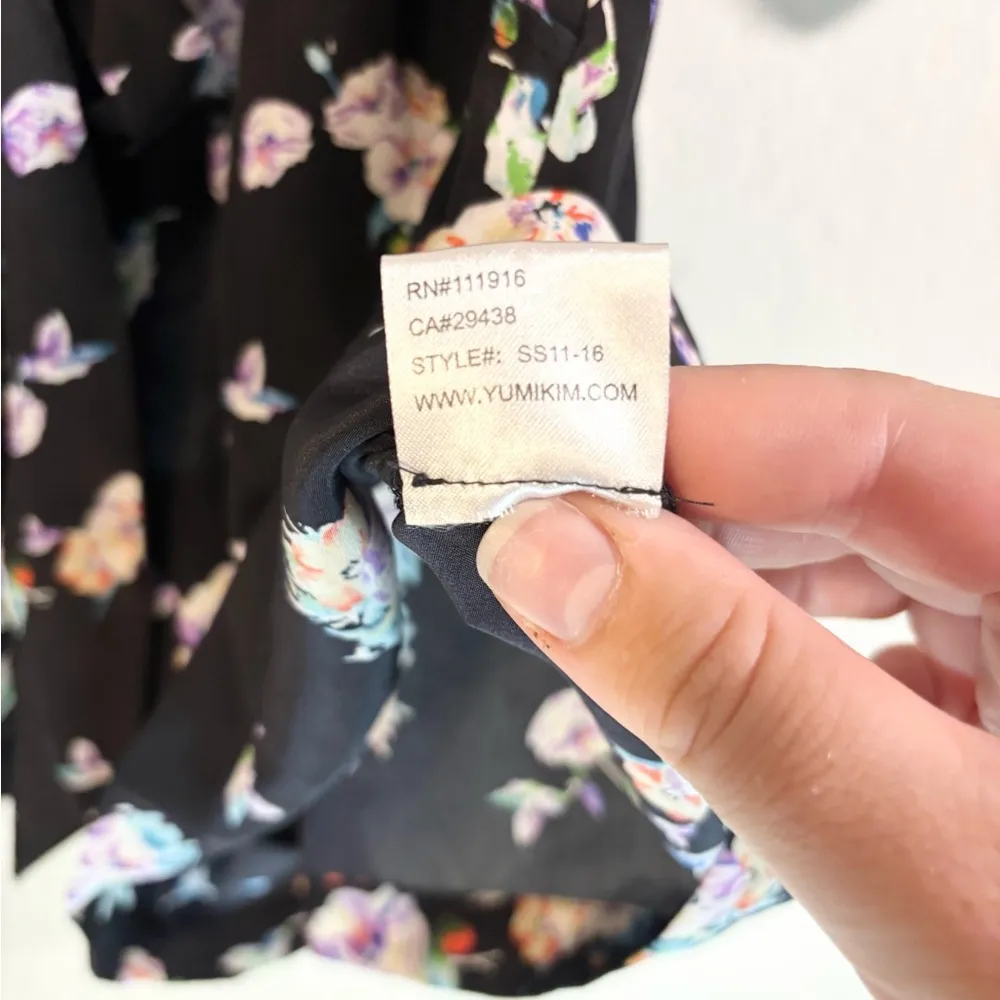 RN#111916
CA#29438
STYLE#: SS11-16
WWW.YUMIKIM.COM